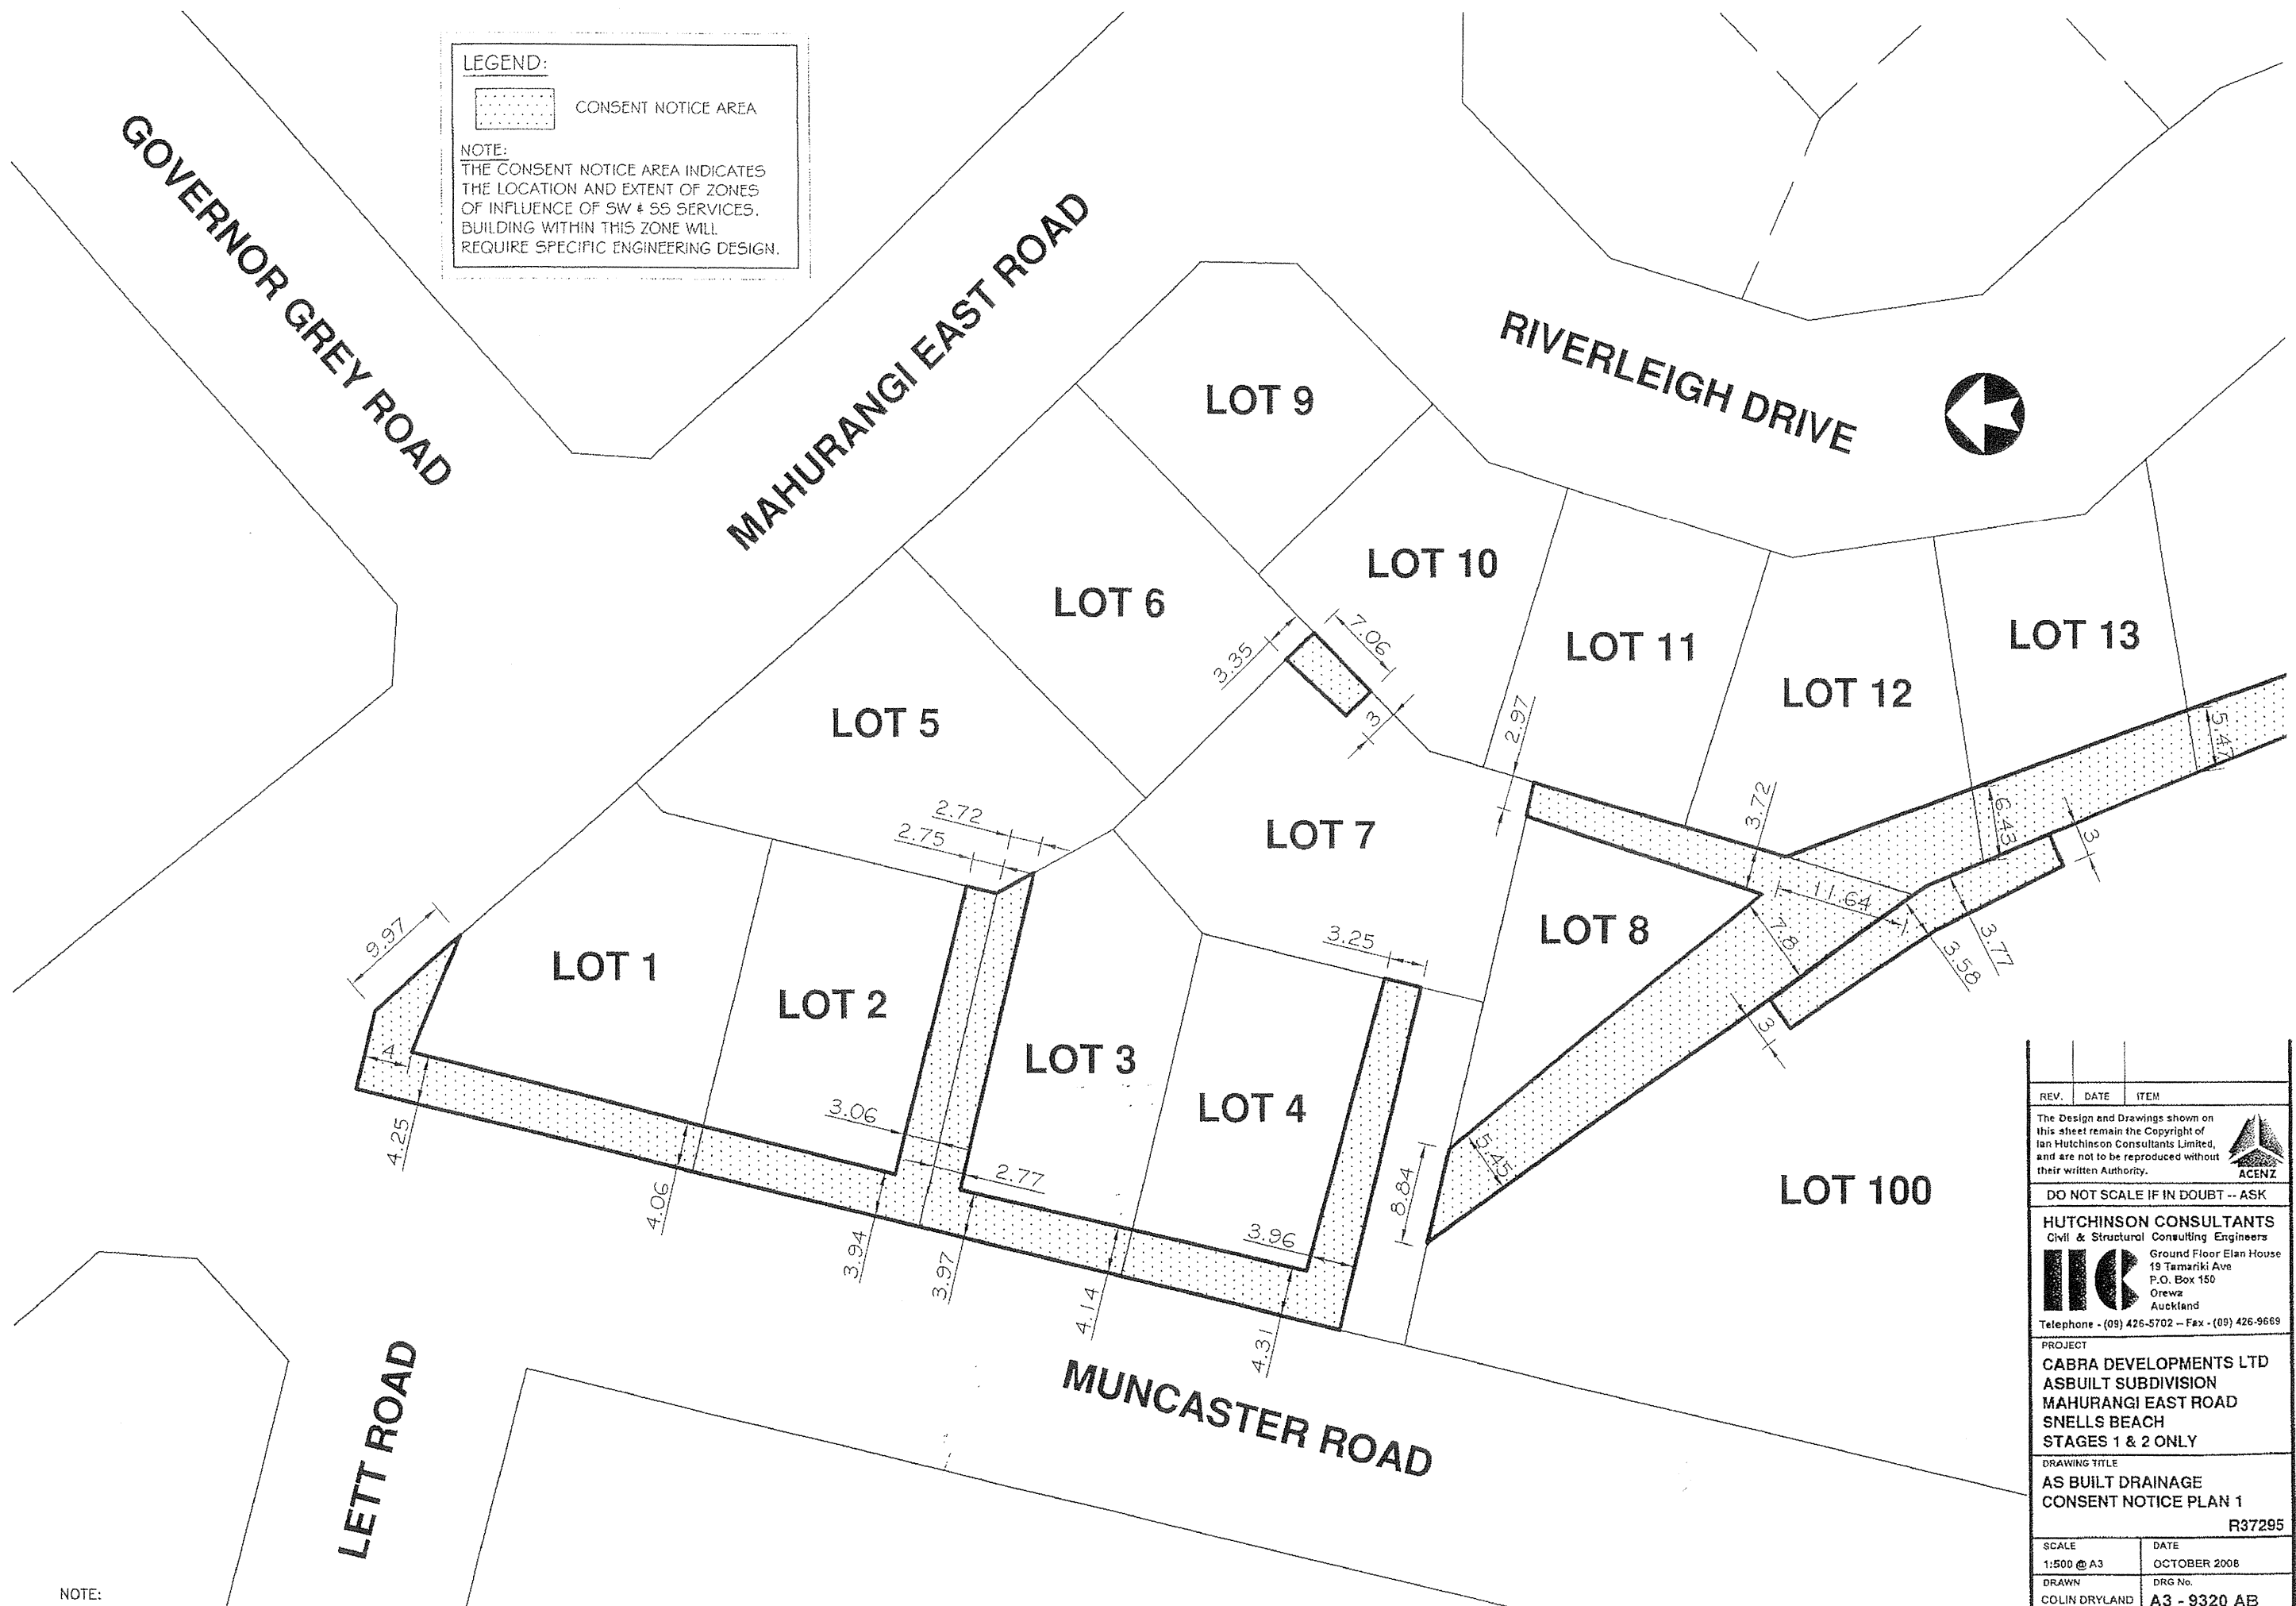 LEGEND:
CONSENT NOTICE AREA
NOTE:
THE CONSENT NOTICE AREA INDICATES
THE LOCATION AND EXTENT OF ZONES
OF INFLUENCE OF SW & SS SERVICES.
BUILDING WITHIN THIS ZONE WILL
REQUIRE SPECIFIC ENGINEERING DESIGN.
GOVERNOR GREY ROAD
MAHURANGI EAST ROAD
RIVERLEIGH DRIVE
LOT 9
LOT 10
LOT 6
LOT 11
LOT 13
LOT 12
LOT 5
LOT 7
LOT 8
LOT 1
LOT 2
LOT 3
LOT 4
LOT 100
3.35
7.06
3
2.97
3.72
5.47
6.43
3
11.64
7.8
3.77
3.58
3
2.72
2.75
3.25
9.97
4
4.25
3.06
2.77
4.06
3.94
3.97
4.14
3.96
4.31
8.84
5.45
MUNCASTER ROAD
LETT ROAD
NOTE:
REV. DATE ITEM
The Design and Drawings shown on
this sheet remain the Copyright of
Ian Hutchinson Consultants Limited,
and are not to be reproduced without
their written Authority.
ACENZ
DO NOT SCALE IF IN DOUBT -- ASK
HUTCHINSON CONSULTANTS
Civil & Structural Consulting Engineers
Ground Floor Elan House
19 Tamariki Ave
P.O. Box 150
Orewa
Auckland
Telephone - (09) 426-5702 -- Fax - (09) 426-9669
PROJECT
CABRA DEVELOPMENTS LTD
ASBUILT SUBDIVISION
MAHURANGI EAST ROAD
SNELLS BEACH
STAGES 1 & 2 ONLY
DRAWING TITLE
AS BUILT DRAINAGE
CONSENT NOTICE PLAN 1
R37295
SCALE DATE
1:500 @ A3 OCTOBER 2008
DRAWN DRG No.
COLIN DRYLAND A3 - 9320 AB